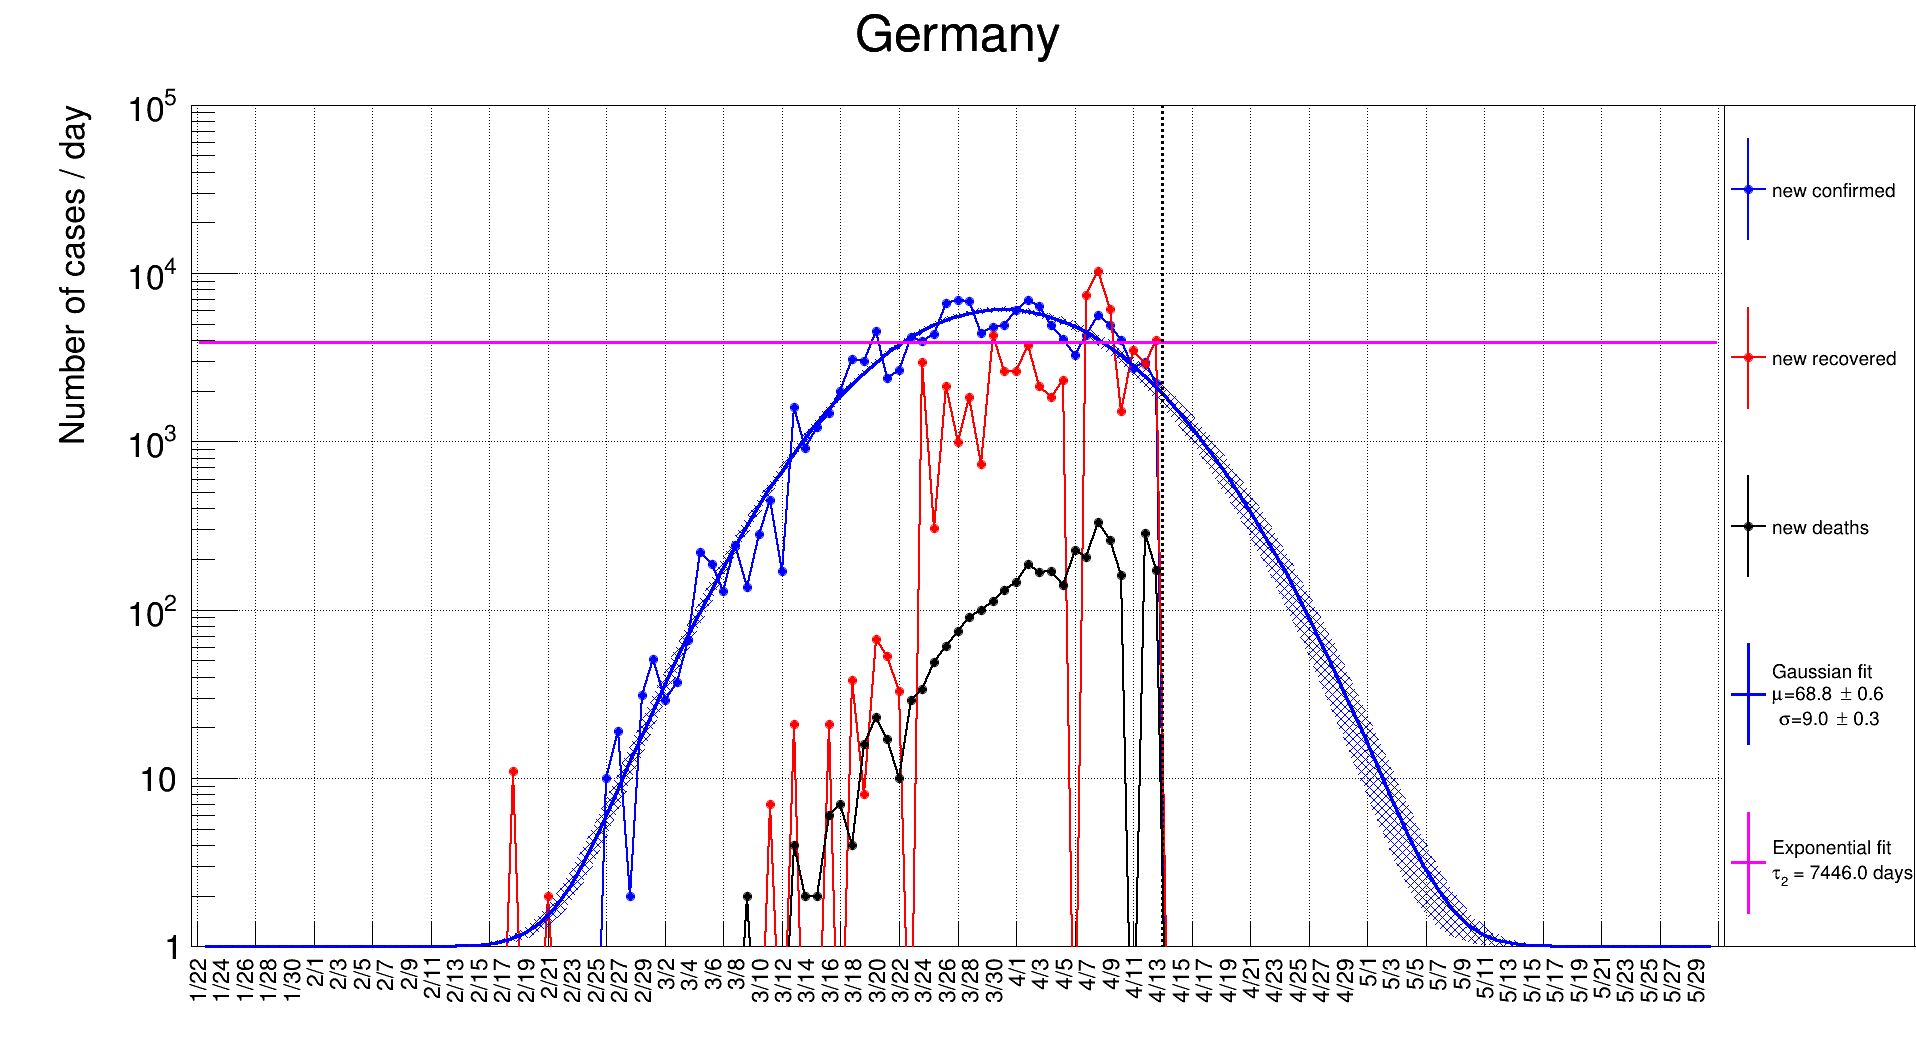 Germany
Number of cases / day
10^5
10^4
10^3
10^2
10
1
1/22 1/24 1/26 1/28 1/30 2/1 2/3 2/5 2/7 2/9 2/11 2/13 2/15 2/17 2/19 2/21 2/23 2/25 2/27 2/29 3/2 3/4 3/6 3/8 3/10 3/12 3/14 3/16 3/18 3/20 3/22 3/24 3/26 3/28 3/30 4/1 4/3 4/5 4/7 4/9 4/11 4/13 4/15 4/17 4/19 4/21 4/23 4/25 4/27 4/29 5/1 5/3 5/5 5/7 5/9 5/11 5/13 5/15 5/17 5/19 5/21 5/23 5/25 5/27 5/29
new confirmed
new recovered
new deaths
Gaussian fit
μ=68.8 ± 0.6
σ=9.0 ± 0.3
Exponential fit
τ₂ = 7446.0 days